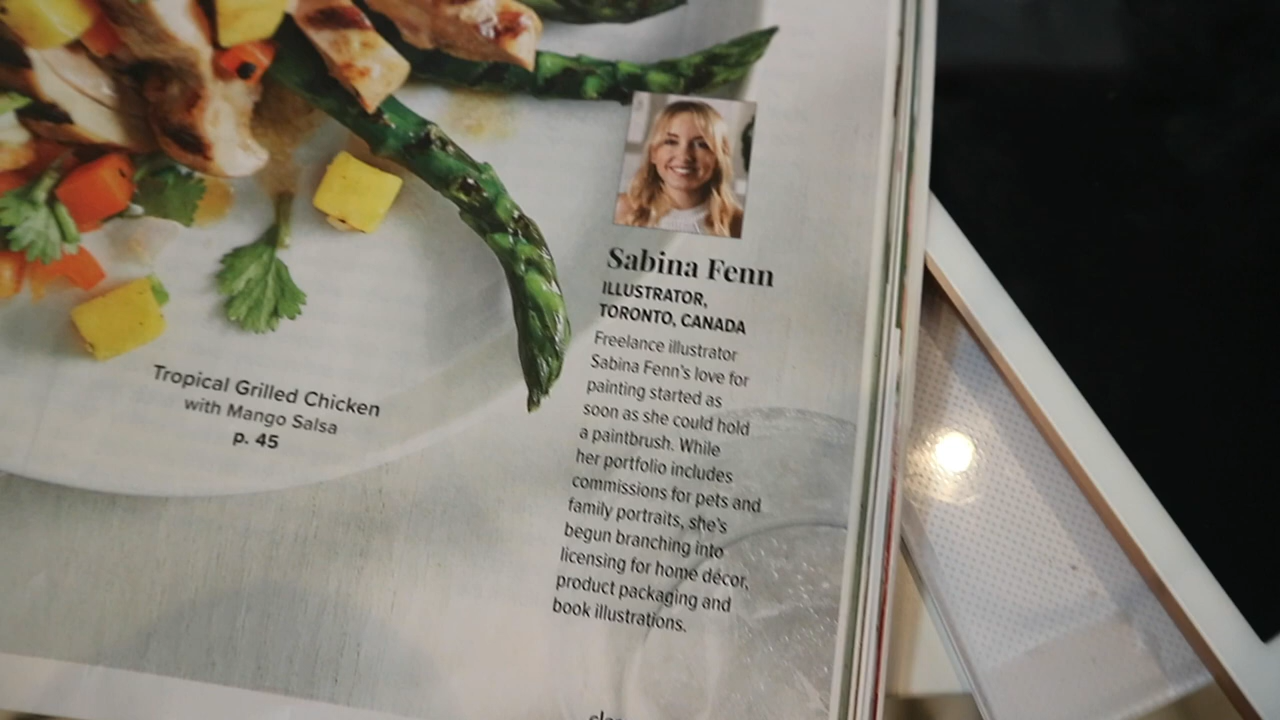 Sabina Fenn
ILLUSTRATOR,
TORONTO, CANADA
Freelance illustrator
Sabina Fenn's love for
painting started as
soon as she could hold
a paintbrush. While
her portfolio includes
commissions for pets and
family portraits, she's
begun branching into
licensing for home décor,
product packaging and
book illustrations.
Tropical Grilled Chicken
with Mango Salsa
p. 45